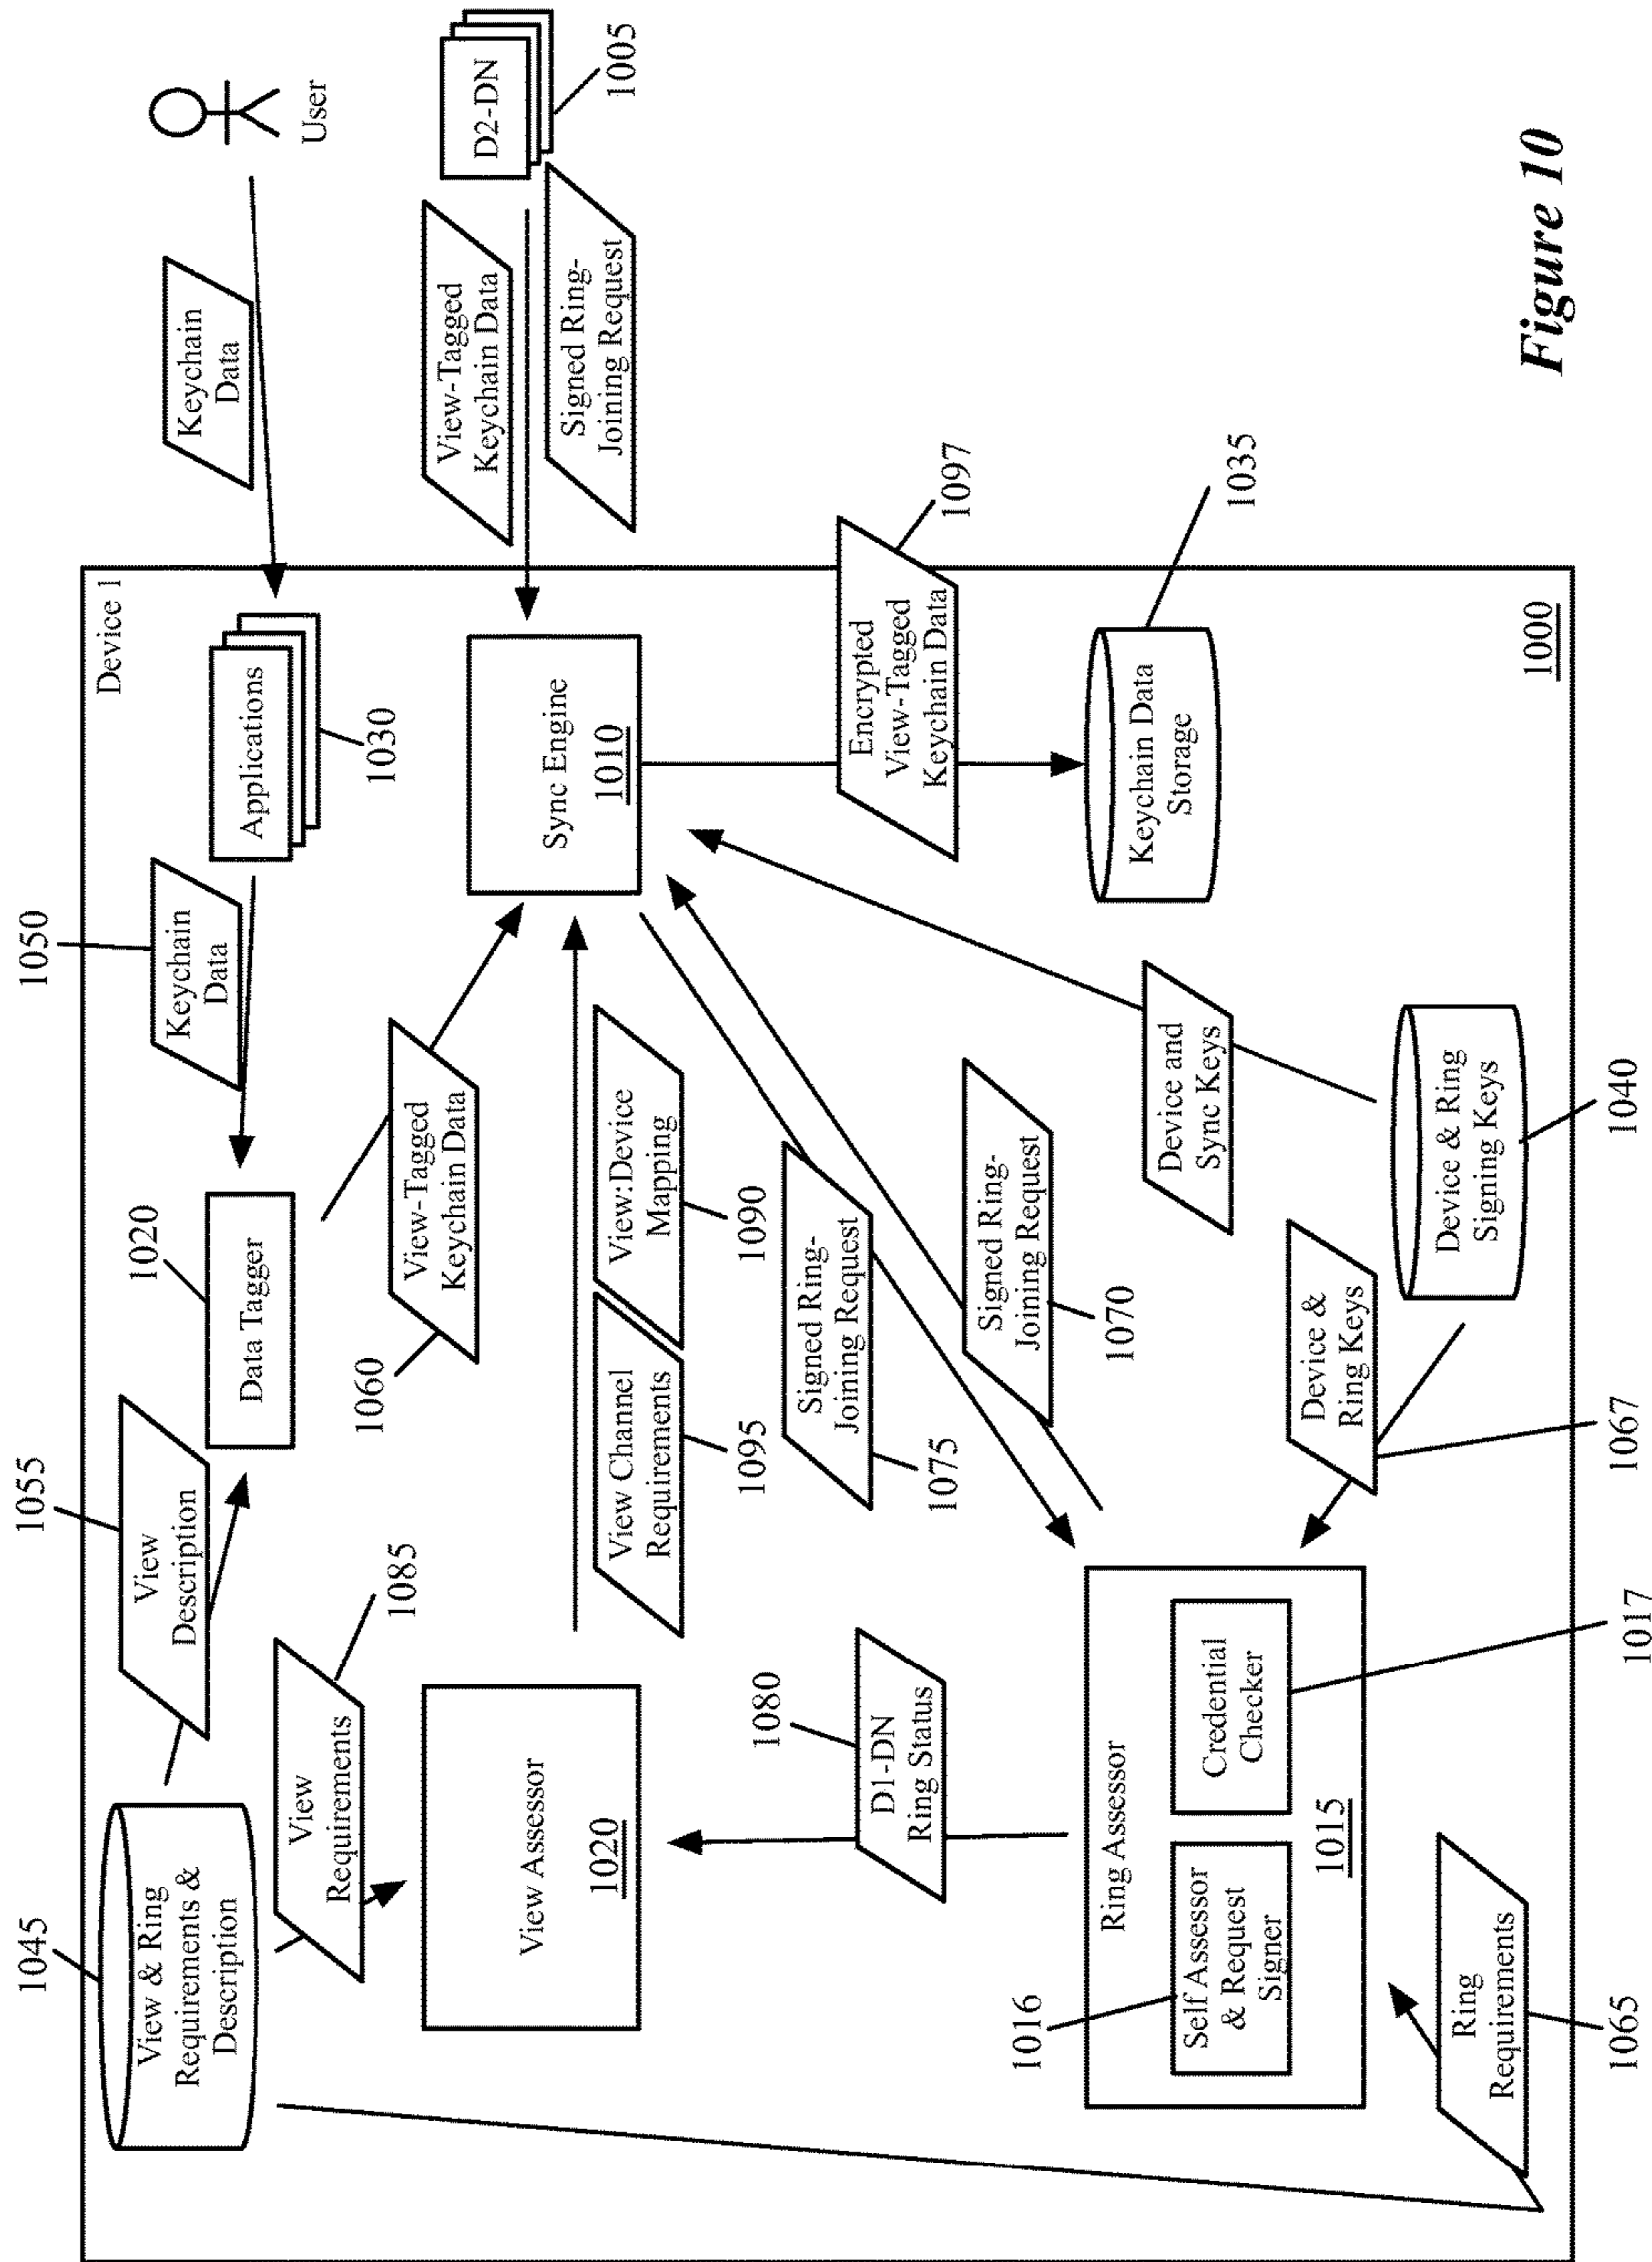 Device 1
1045
View & Ring
Requirements &
Description
1055
View
Description
1020
Data Tagger
1050
Keychain
Data
Applications
1030
Keychain
Data
User
1085
View
Requirements
1060
View-Tagged
Keychain Data
View Assessor
1020
View Channel
Requirements
1095
View:Device
Mapping
1090
Sync Engine
1010
View-Tagged
Keychain Data
Signed Ring-
Joining Request
D2-DN
1005
1080
D1-DN
Ring Status
Signed Ring-
Joining Request
1075
Signed Ring-
Joining Request
1070
Encrypted
View-Tagged
Keychain Data
1097
Keychain Data
Storage
1035
Device and
Sync Keys
Ring Assessor
1016
Self Assessor
& Request
Signer
Credential
Checker
1015
1017
Device &
Ring Keys
1067
Device & Ring
Signing Keys
1040
Ring
Requirements
1065
1000
Figure 10